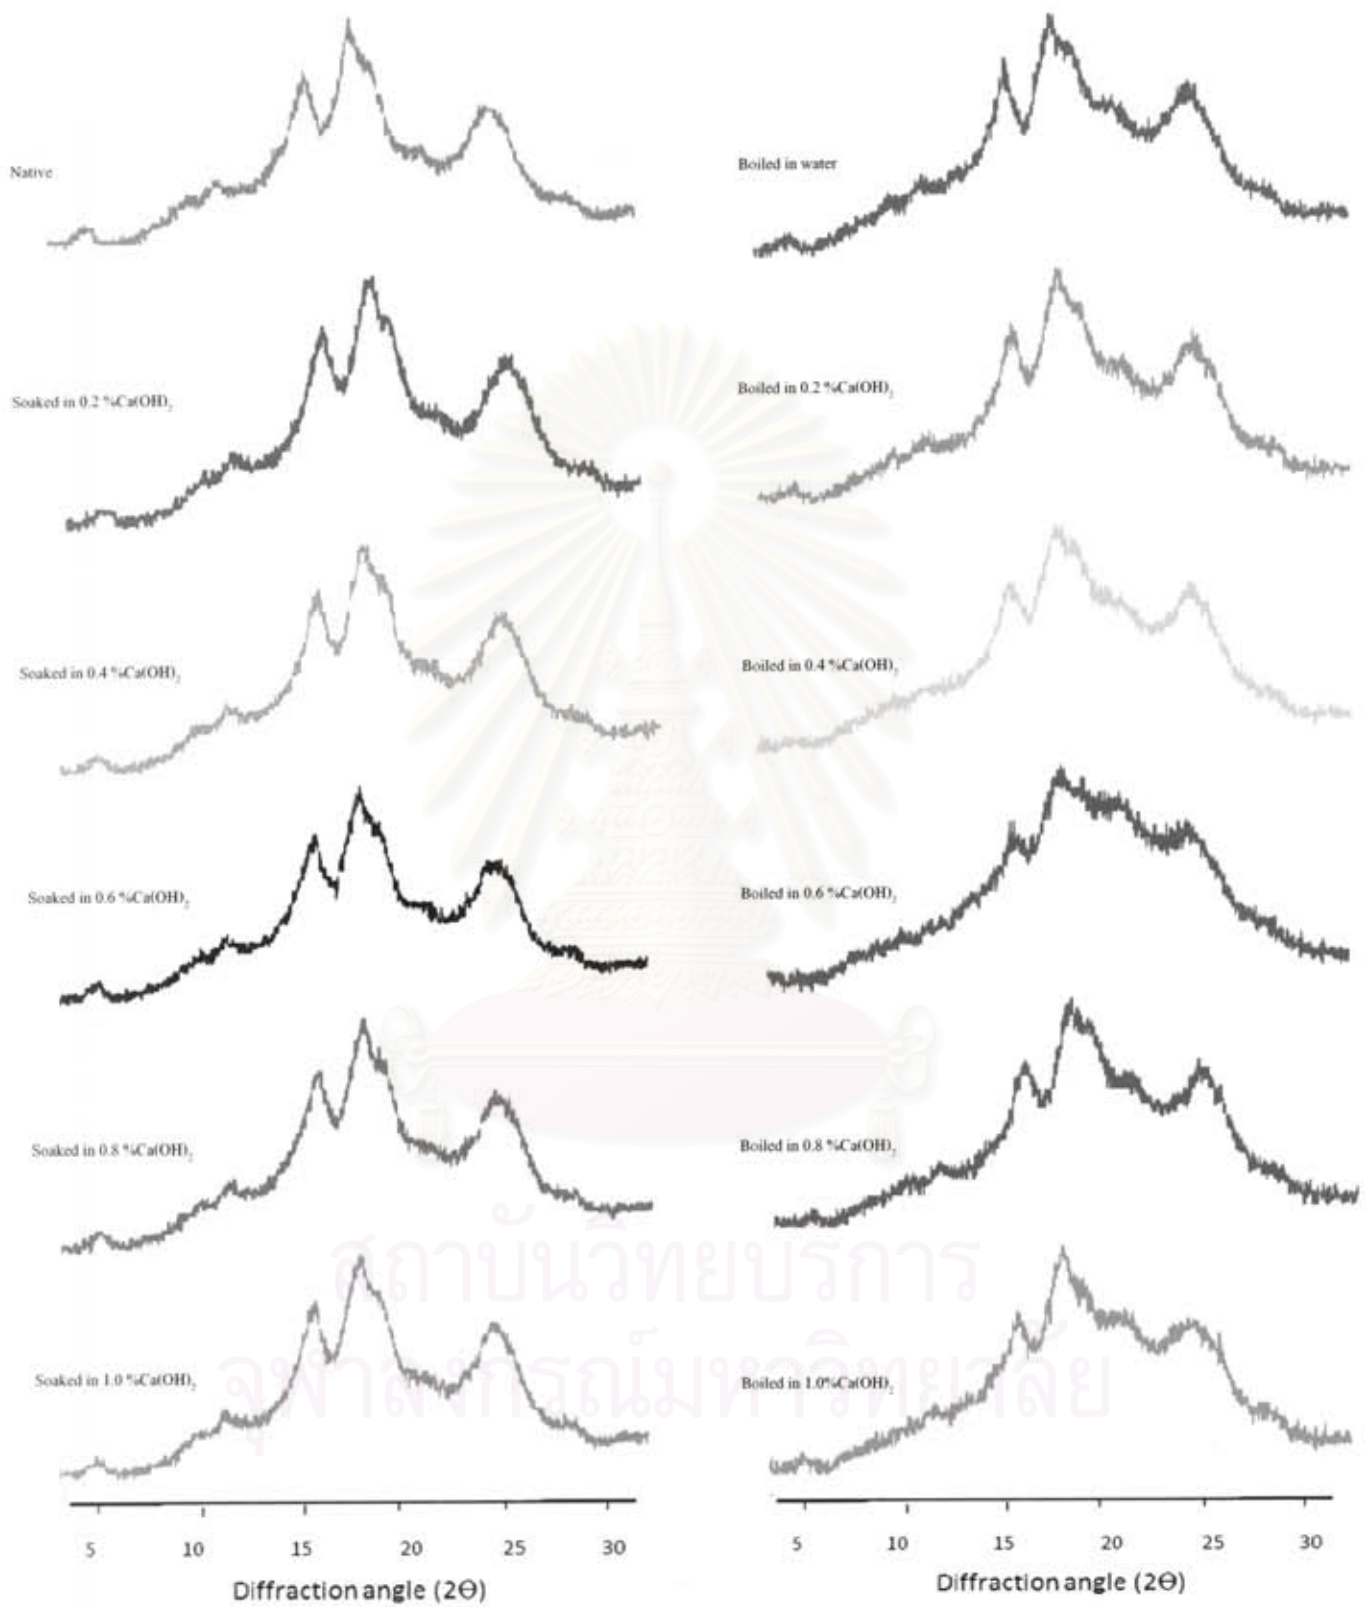 Native
Soaked in 0.2 %Ca(OH)₂
Soaked in 0.4 %Ca(OH)₂
Soaked in 0.6 %Ca(OH)₂
Soaked in 0.8 %Ca(OH)₂
Soaked in 1.0 %Ca(OH)₂
5 10 15 20 25 30
Diffraction angle (2Θ)
Boiled in water
Boiled in 0.2 %Ca(OH)₂
Boiled in 0.4 %Ca(OH)₂
Boiled in 0.6 %Ca(OH)₂
Boiled in 0.8 %Ca(OH)₂
Boiled in 1.0%Ca(OH)₂
5 10 15 20 25 30
Diffraction angle (2Θ)
สถาบันวิทยบริการ
จุฬาลงกรณ์มหาวิทยาลัย